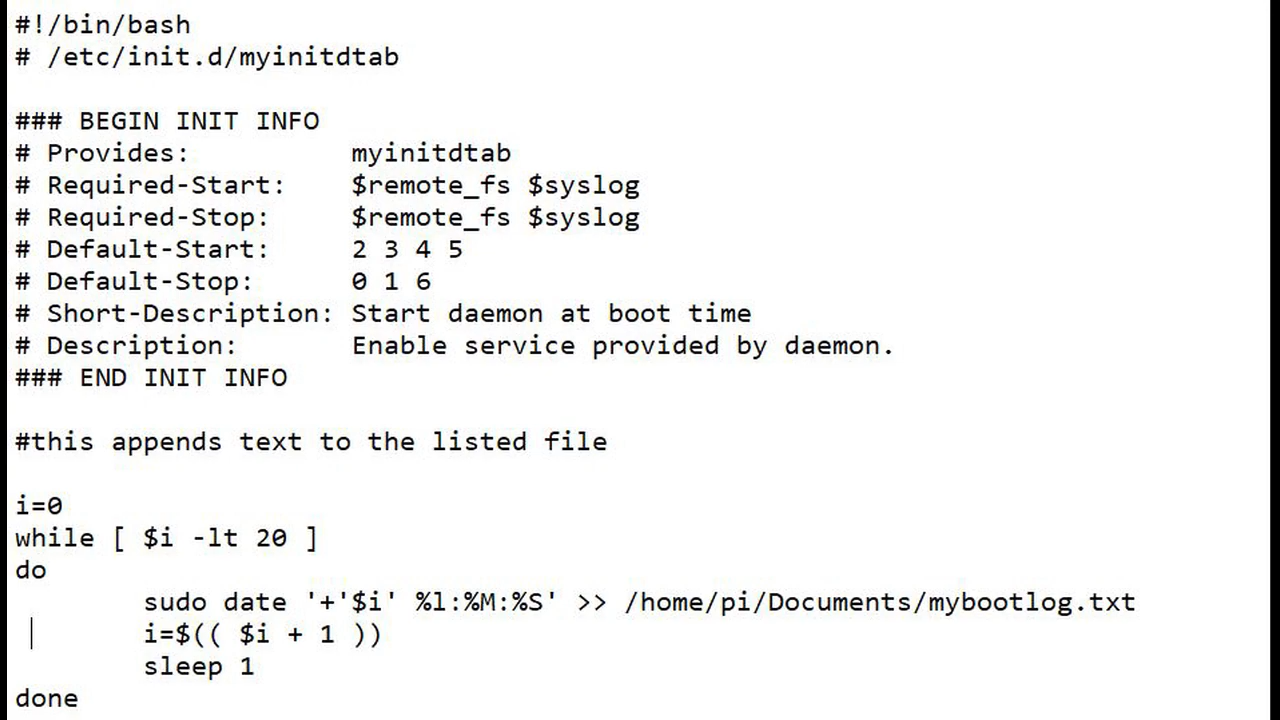 #!/bin/bash
# /etc/init.d/myinitdtab
### BEGIN INIT INFO
# Provides:          myinitdtab
# Required-Start:    $remote_fs $syslog
# Required-Stop:     $remote_fs $syslog
# Default-Start:     2 3 4 5
# Default-Stop:      0 1 6
# Short-Description: Start daemon at boot time
# Description:       Enable service provided by daemon.
### END INIT INFO
#this appends text to the listed file
i=0
while [ $i -lt 20 ]
do
        sudo date '+'$i' %l:%M:%S' >> /home/pi/Documents/mybootlog.txt
        i=$(( $i + 1 ))
        sleep 1
done